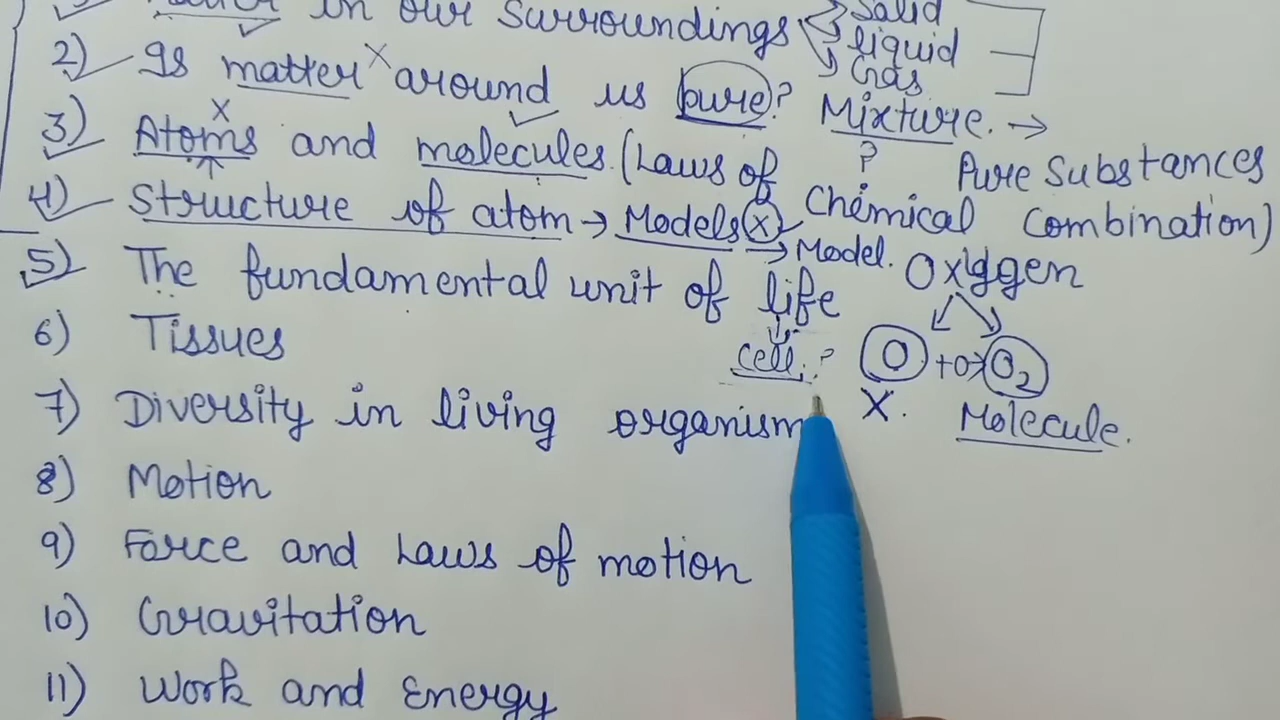 in our surroundings solid
liquid
Gas
2) Is matter x around us pure? Mixture. →
?
x
3) Atoms and molecules. (Laws of Pure Substances
Chemical Combination)
4) Structure of atom → Models (x)
→ Model.
5) The fundamental unit of life
Oxyggen
cell. ?
O + O → O2
X. Molecule.
6) Tissues
7) Diversity in living organism
8) Motion
9) Force and Laws of motion
10) Gravitation
11) Work and Energy